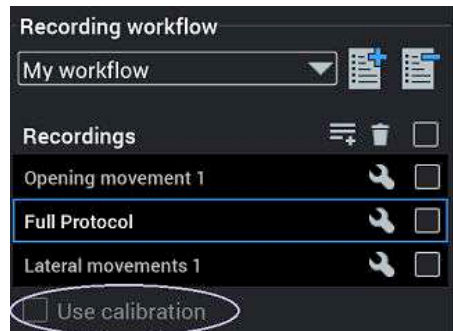 Recording workflow
My workflow
Recordings
Opening movement 1
Full Protocol
Lateral movements 1
Use calibration